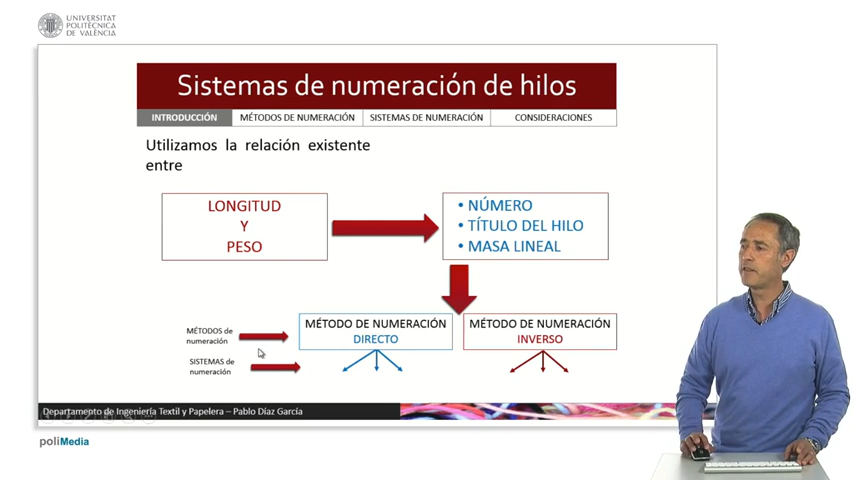 UNIVERSITAT
POLITÈCNICA
DE VALÈNCIA
Sistemas de numeración de hilos
INTRODUCCIÓN
MÉTODOS DE NUMERACIÓN
SISTEMAS DE NUMERACIÓN
CONSIDERACIONES
Utilizamos la relación existente
entre
LONGITUD
Y
PESO
• NÚMERO
• TÍTULO DEL HILO
• MASA LINEAL
MÉTODOS de
numeración
MÉTODO DE NUMERACIÓN
DIRECTO
MÉTODO DE NUMERACIÓN
INVERSO
SISTEMAS de
numeración
Departamento de Ingeniería Textil y Papelera – Pablo Díaz García
poliMedia